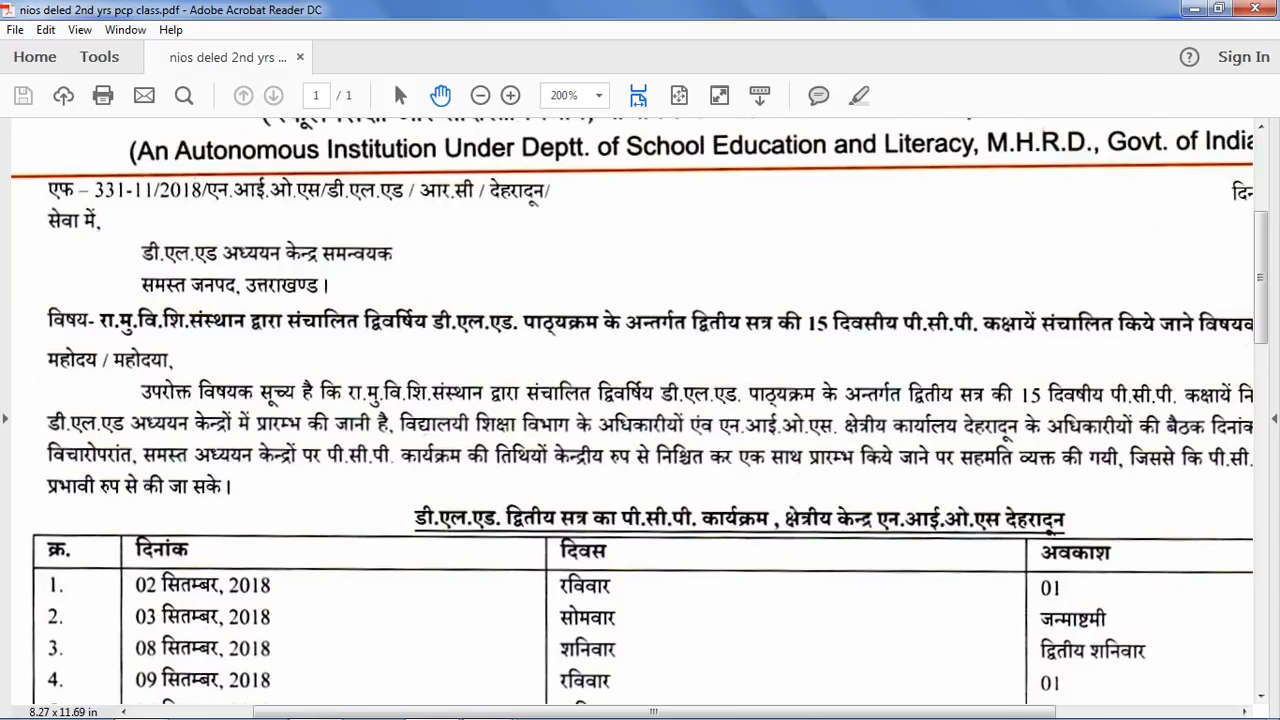 nios deled 2nd yrs pcp class.pdf - Adobe Acrobat Reader DC
File Edit View Window Help
Home Tools nios deled 2nd yrs ... × Sign In
1 / 1 200%
(An Autonomous Institution Under Deptt. of School Education and Literacy, M.H.R.D., Govt. of India
एफ – 331-11/2018/एन.आई.ओ.एस/डी.एल.एड / आर.सी / देहरादून/
सेवा में,
डी.एल.एड अध्ययन केन्द्र समन्वयक
समस्त जनपद, उत्तराखण्ड।
विषय- रा.मु.वि.शि.संस्थान द्वारा संचालित द्विवर्षिय डी.एल.एड. पाठ्यक्रम के अन्तर्गत द्वितीय सत्र की 15 दिवसीय पी.सी.पी. कक्षायें संचालित किये जाने
महोदय / महोदया,
उपरोक्त विषयक सूच्य है कि रा.मु.वि.शि.संस्थान द्वारा संचालित द्विवर्षिय डी.एल.एड. पाठ्यक्रम के अन्तर्गत द्वितीय सत्र की 15 दिवषीय पी.सी.पी. कक्षायें
डी.एल.एड अध्ययन केन्द्रों में प्रारम्भ की जानी है, विद्यालयी शिक्षा विभाग के अधिकारीयों एंव एन.आई.ओ.एस. क्षेत्रीय कार्यालय देहरादून के अधिकारीयों की बैठक दिनांक
विचारोपरांत, समस्त अध्ययन केन्द्रों पर पी.सी.पी. कार्यक्रम की तिथियों केन्द्रीय रुप से निश्चित कर एक साथ प्रारम्भ किये जाने पर सहमति व्यक्त की गयी, जिससे कि पी.सी.
प्रभावी रुप से की जा सके।
डी.एल.एड. द्वितीय सत्र का पी.सी.पी. कार्यक्रम , क्षेत्रीय केन्द्र एन.आई.ओ.एस देहरादून
क्र. दिनांक दिवस अवकाश
1. 02 सितम्बर, 2018 रविवार 01
2. 03 सितम्बर, 2018 सोमवार जन्माष्टमी
3. 08 सितम्बर, 2018 शनिवार द्वितीय शनिवार
4. 09 सितम्बर, 2018 रविवार 01
8.27 x 11.69 in